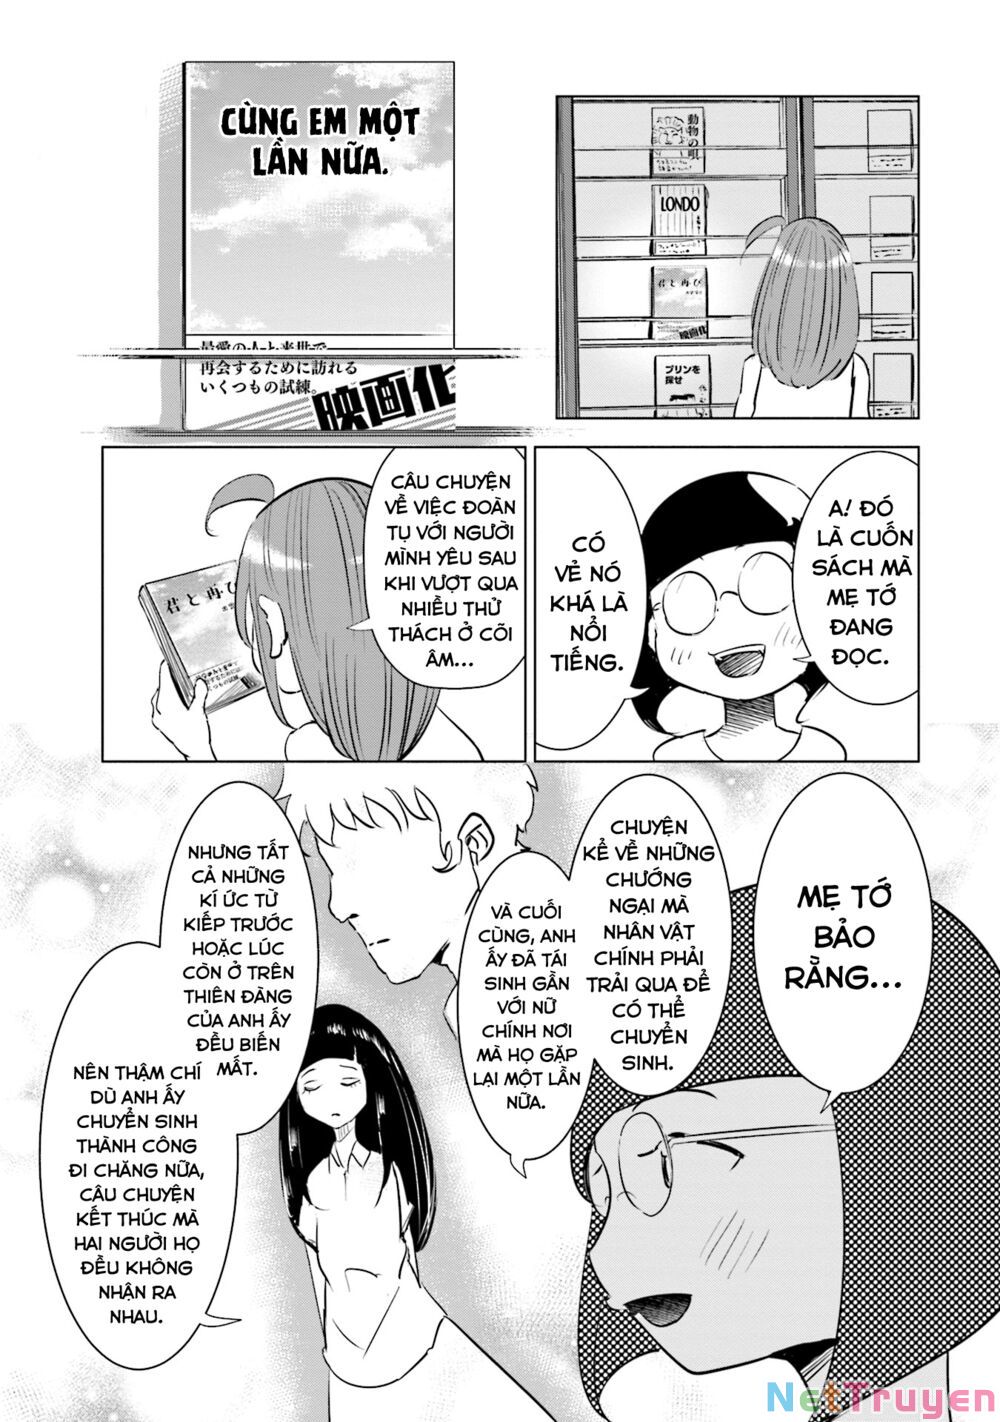 動物の唄
LONDO
君と再び
映画化
プリンを
探せ
CÙNG EM MỘT
LẦN NỮA.
最愛の人と来世で
再会するために訪れる
いくつもの試練。
映画化
A! ĐÓ
LÀ CUỐN
SÁCH MÀ
MẸ TỚ
ĐANG
ĐỌC.
CÓ
VẺ NÓ
KHÁ LÀ
NỔI
TIẾNG.
CÂU CHUYỆN
VỀ VIỆC ĐOÀN
TỤ VỚI NGƯỜI
MÌNH YÊU SAU
KHI VƯỢT QUA
NHIỀU THỬ
THÁCH Ở CÕI
ÂM...
君と再び
MẸ TỚ
BẢO
RẰNG...
CHUYỆN
KỂ VỀ NHỮNG
CHƯỚNG
NGẠI MÀ
NHÂN VẬT
CHÍNH PHẢI
TRẢI QUA ĐỂ
CÓ THỂ
CHUYỂN
SINH.
VÀ CUỐI
CÙNG, ANH
ẤY ĐÃ TÁI
SINH GẦN
VỚI NỮ
CHÍNH NƠI
MÀ HỌ GẶP
LẠI MỘT LẦN
NỮA.
NHƯNG TẤT
CẢ NHỮNG
KÍ ỨC TỪ
KIẾP TRƯỚC
HOẶC LÚC
CÒN Ở TRÊN
THIÊN ĐÀNG
CỦA ANH ẤY
ĐỀU BIẾN
MẤT.
NÊN THẬM CHÍ
DÙ ANH ẤY
CHUYỂN SINH
THÀNH CÔNG
ĐI CHĂNG NỮA,
CÂU CHUYỆN
KẾT THÚC MÀ
HAI NGƯỜI HỌ
ĐỀU KHÔNG
NHẬN RA
NHAU.
NetTruyen